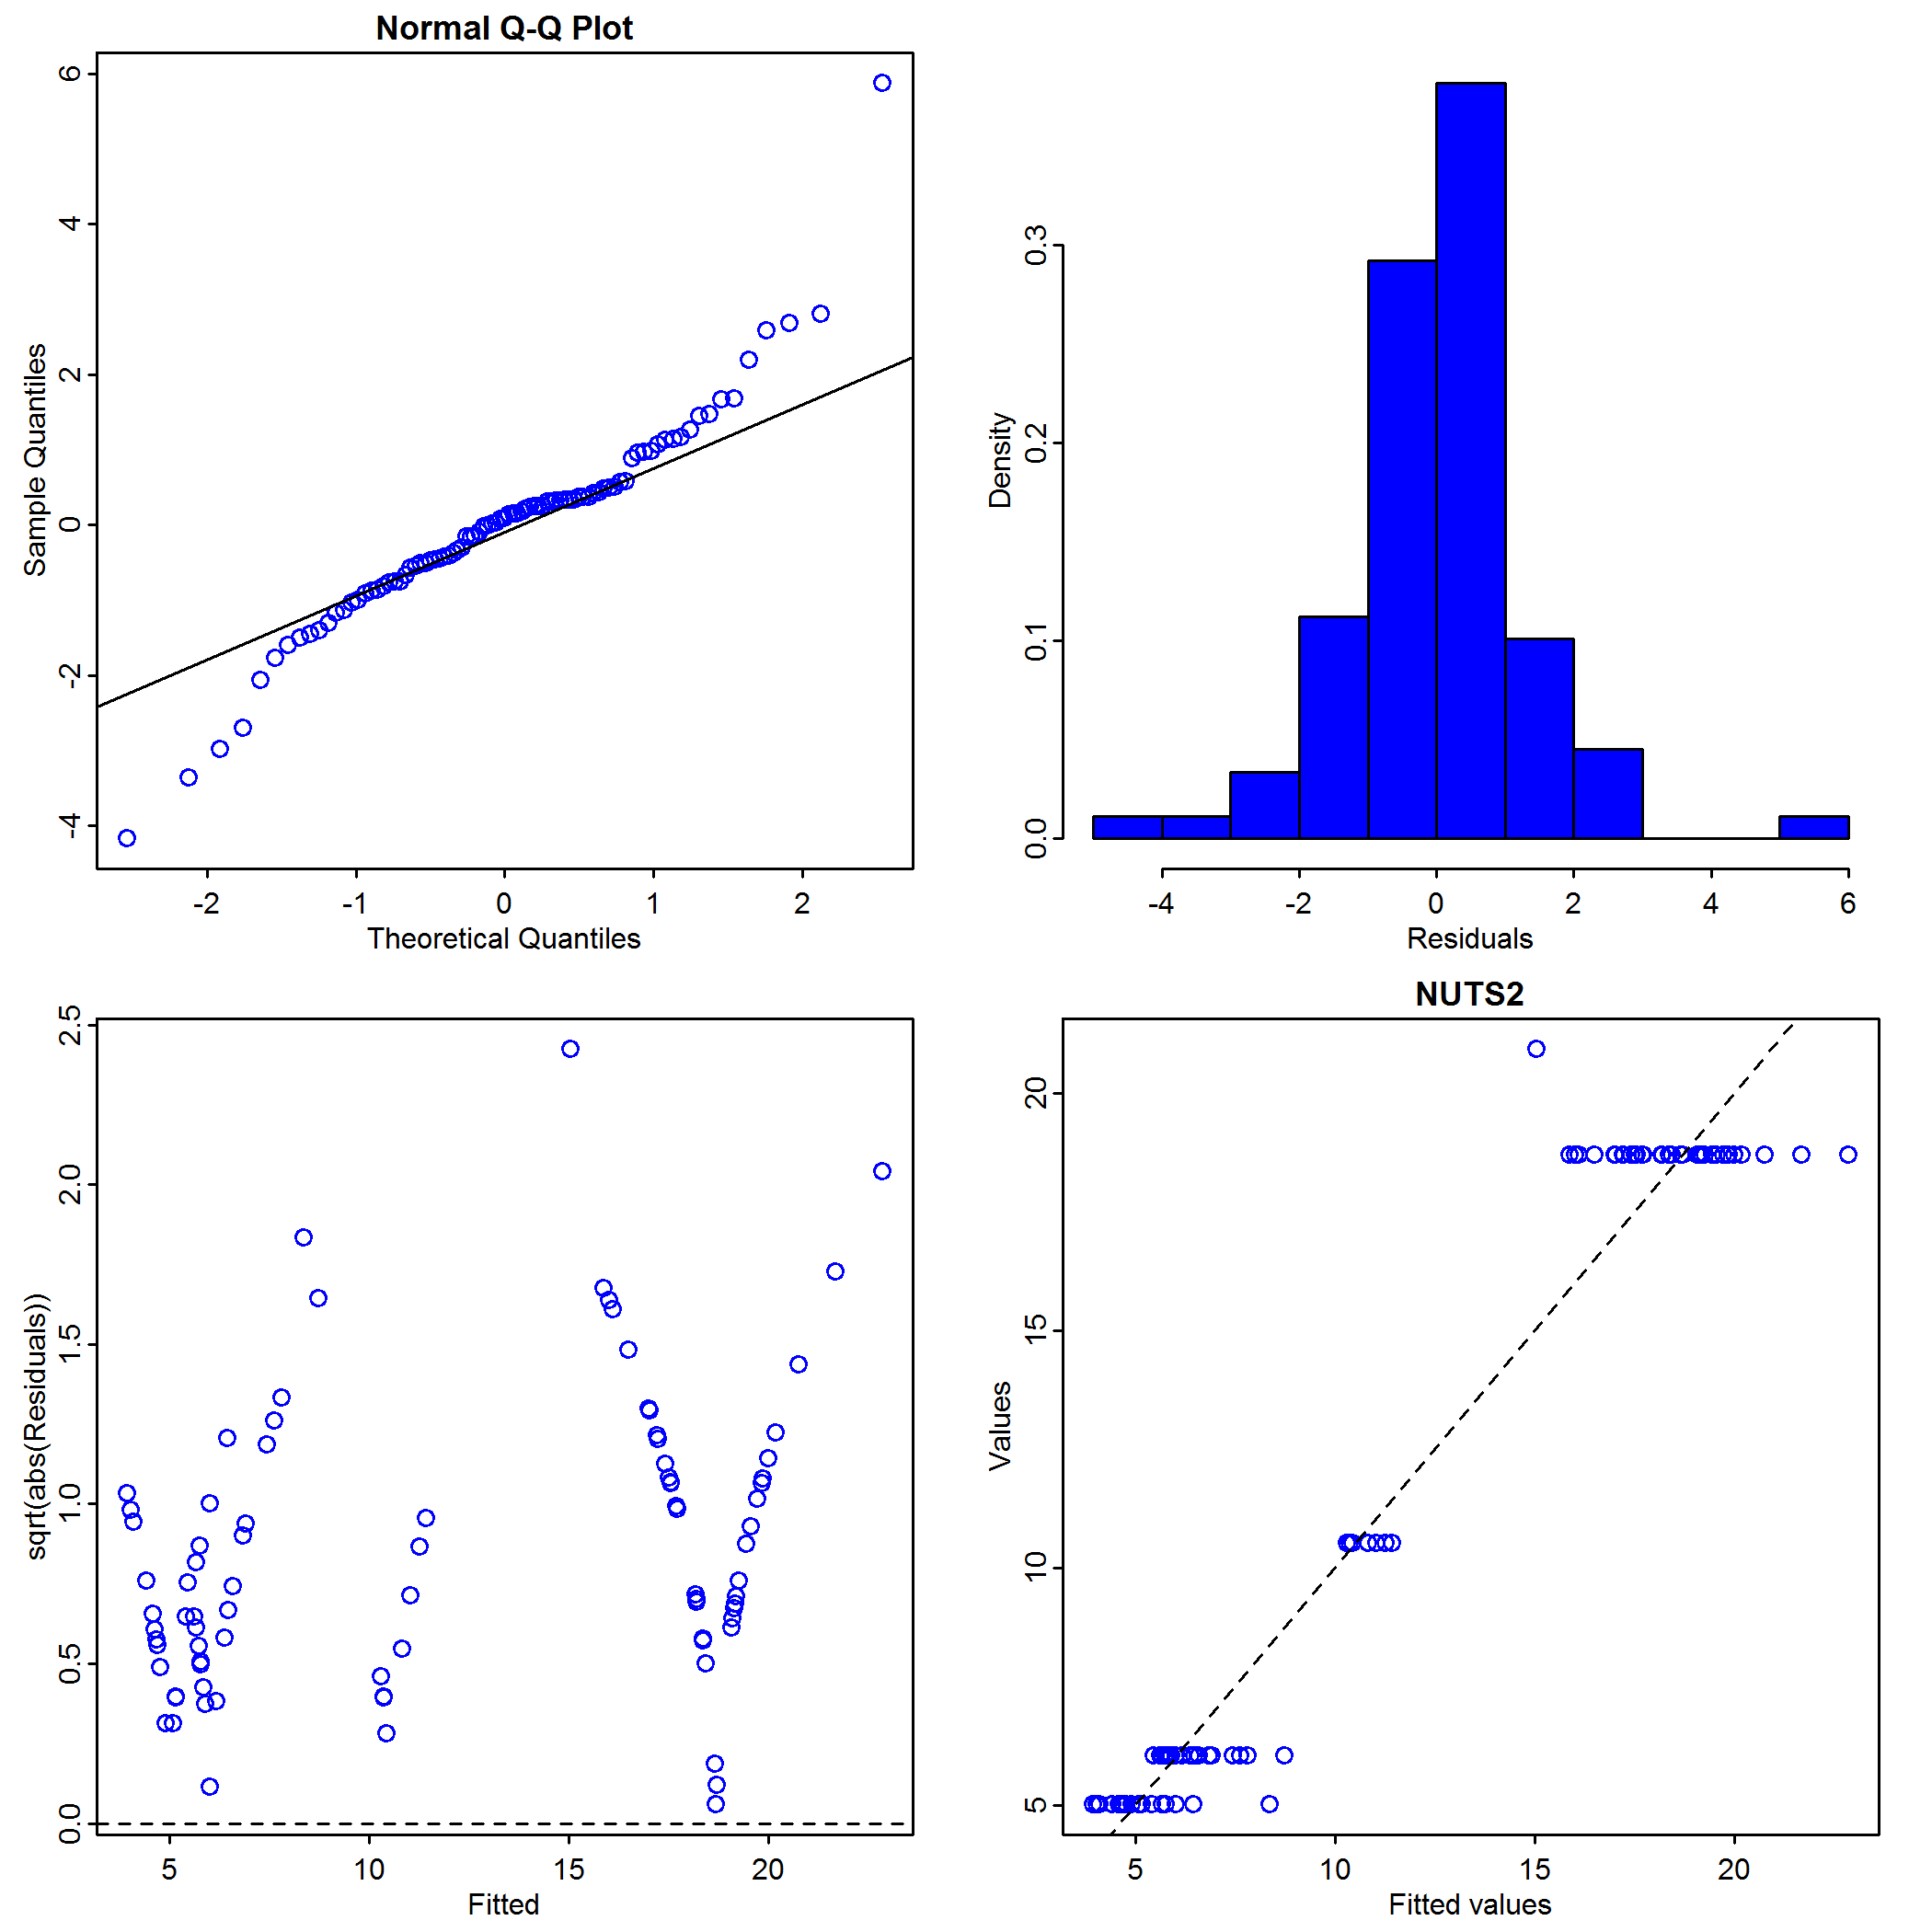 Normal Q-Q Plot
6
4
2
0
-2
-4
Sample Quantiles
-2 -1 0 1 2
Theoretical Quantiles
0.3
0.2
0.1
0.0
Density
-4 -2 0 2 4 6
Residuals
2.5
2.0
1.5
1.0
0.5
0.0
sqrt(abs(Residuals))
5 10 15 20
Fitted
NUTS2
20
15
10
5
Values
5 10 15 20
Fitted values